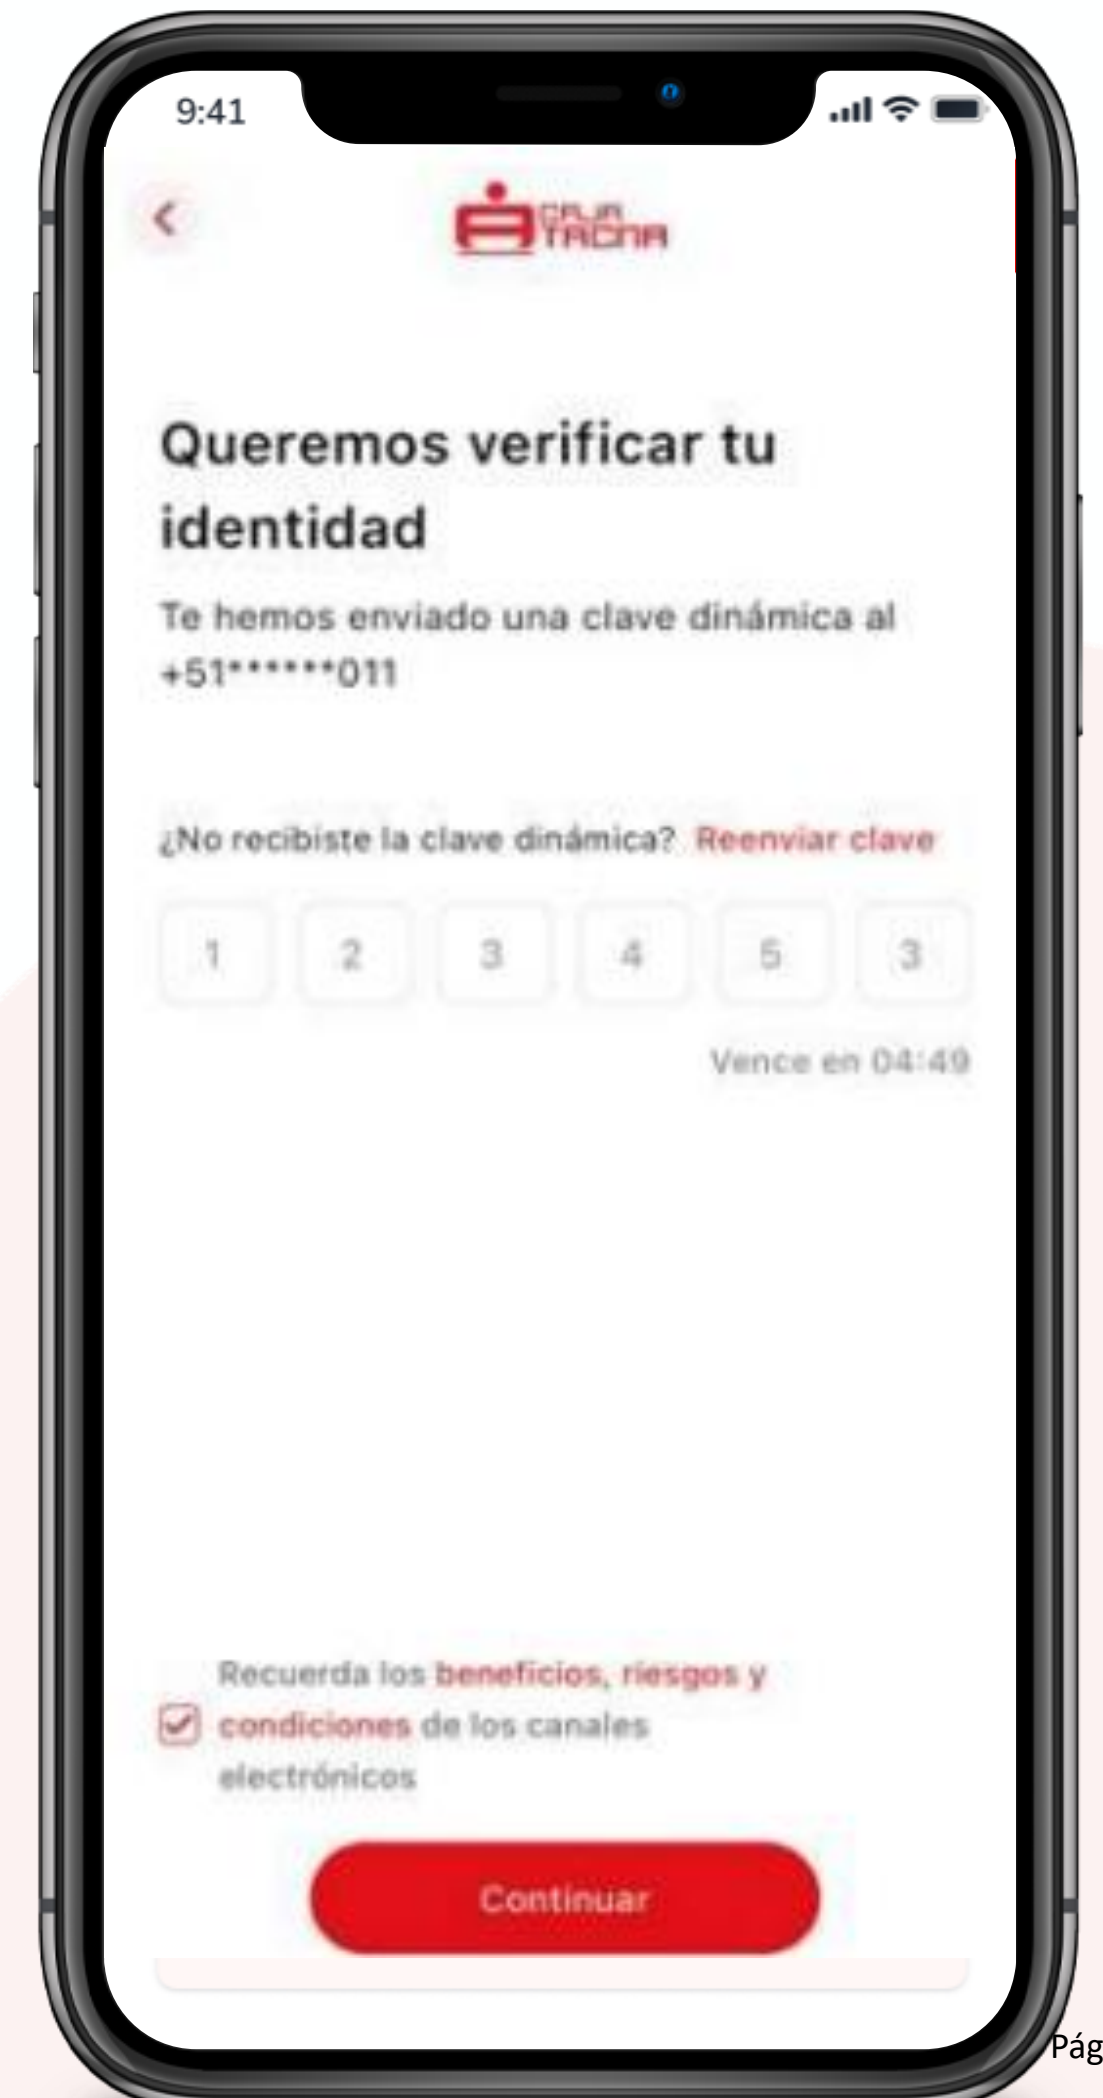 9:41
CAJA
TACNA
Queremos verificar tu
identidad
Te hemos enviado una clave dinámica al
+51******011
¿No recibiste la clave dinámica? Reenviar clave
1 2 3 4 5 3
Vence en 04:49
Recuerda los beneficios, riesgos y
condiciones de los canales
electrónicos
Continuar
Pág